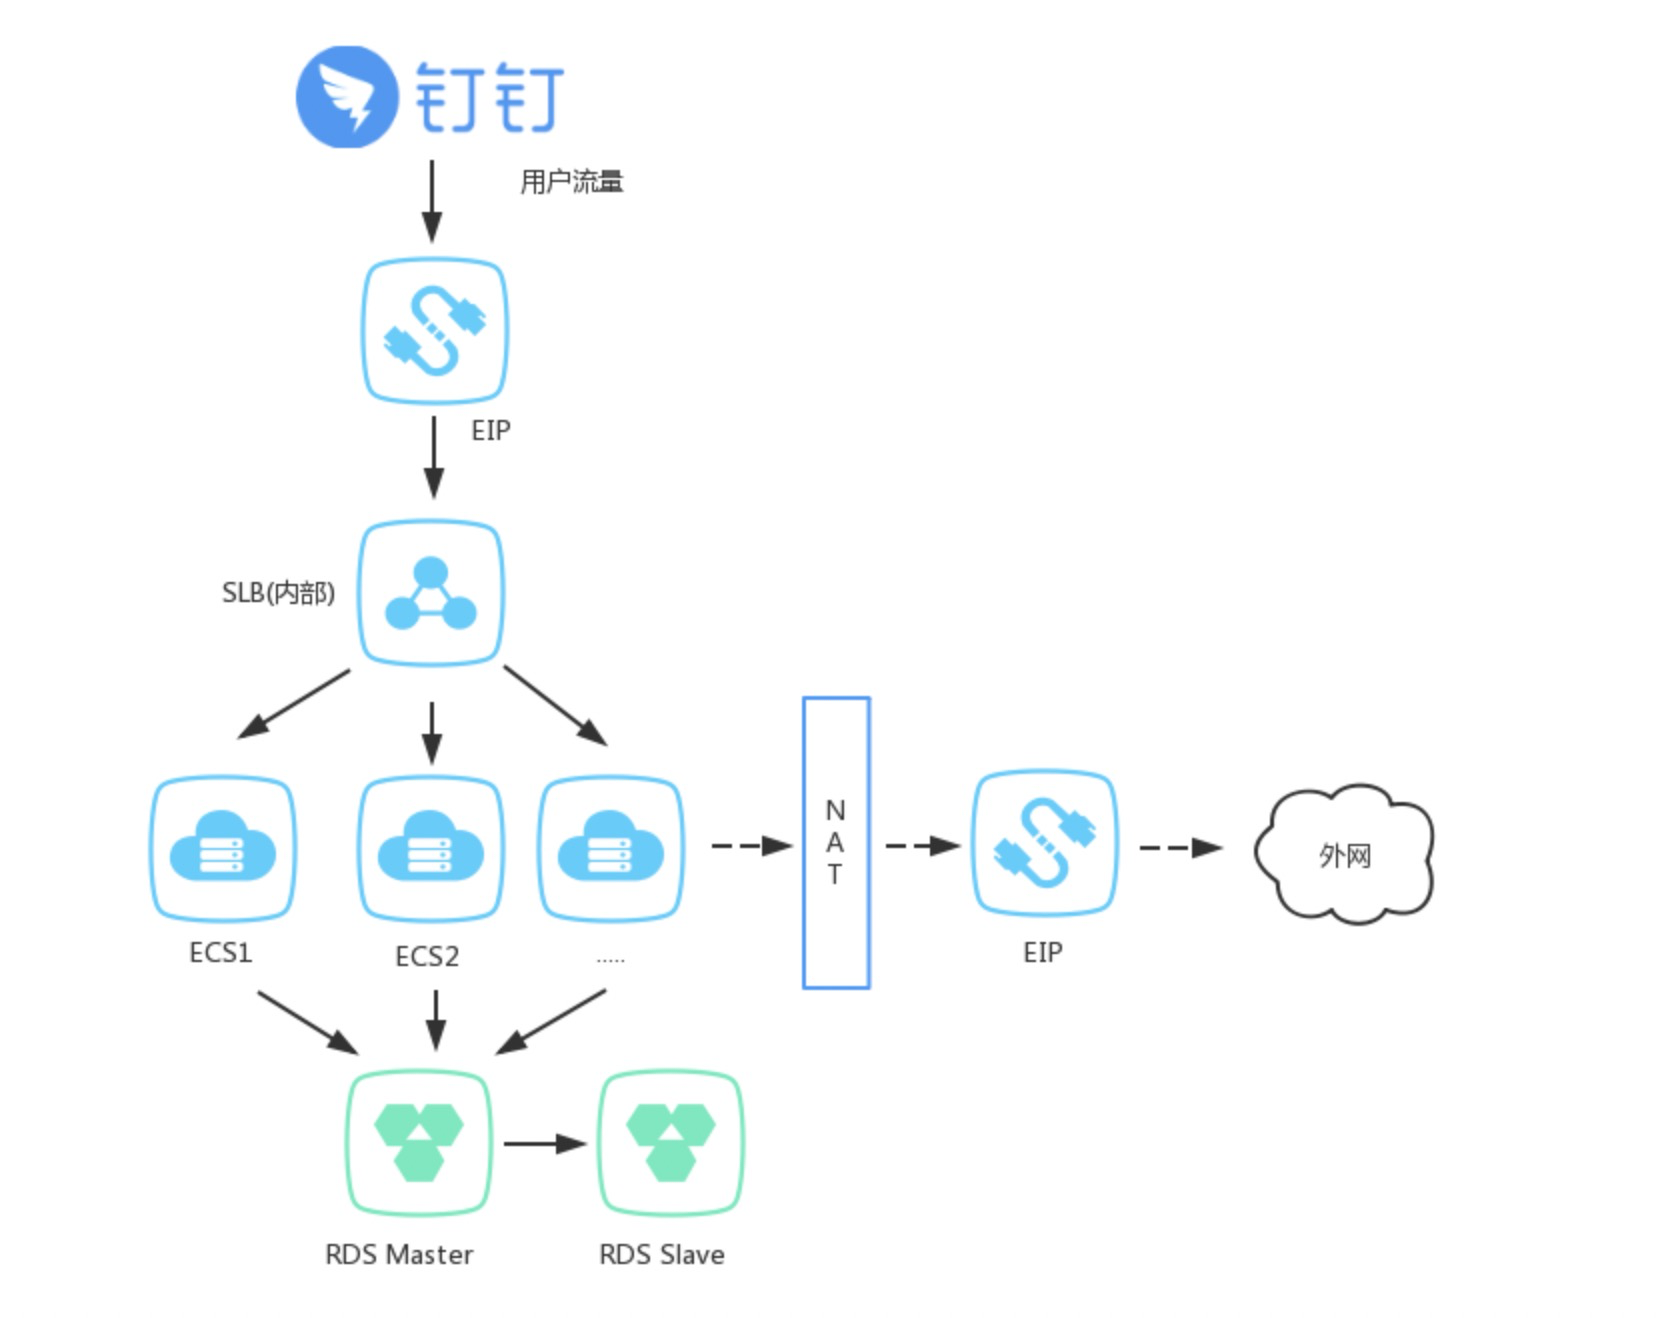 钉钉
用户流量
EIP
SLB(内部)
N
A
T
外网
ECS1
ECS2
.....
EIP
RDS Master
RDS Slave